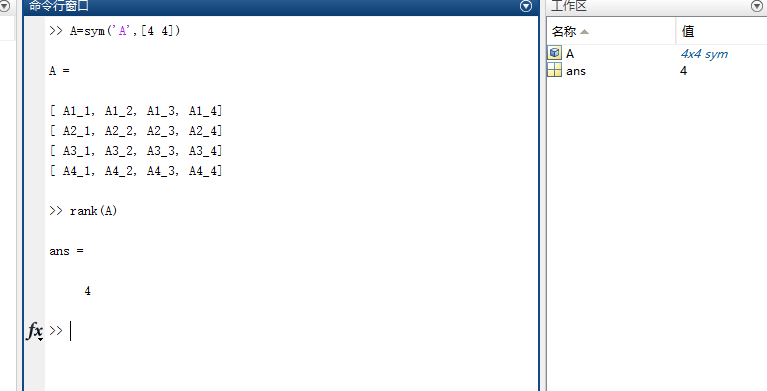 命令行窗口
>> A=sym('A',[4 4])
A =
[ A1_1, A1_2, A1_3, A1_4]
[ A2_1, A2_2, A2_3, A2_4]
[ A3_1, A3_2, A3_3, A3_4]
[ A4_1, A4_2, A4_3, A4_4]
>> rank(A)
ans =
4
fx >>
工作区
名称 值
A 4x4 sym
ans 4